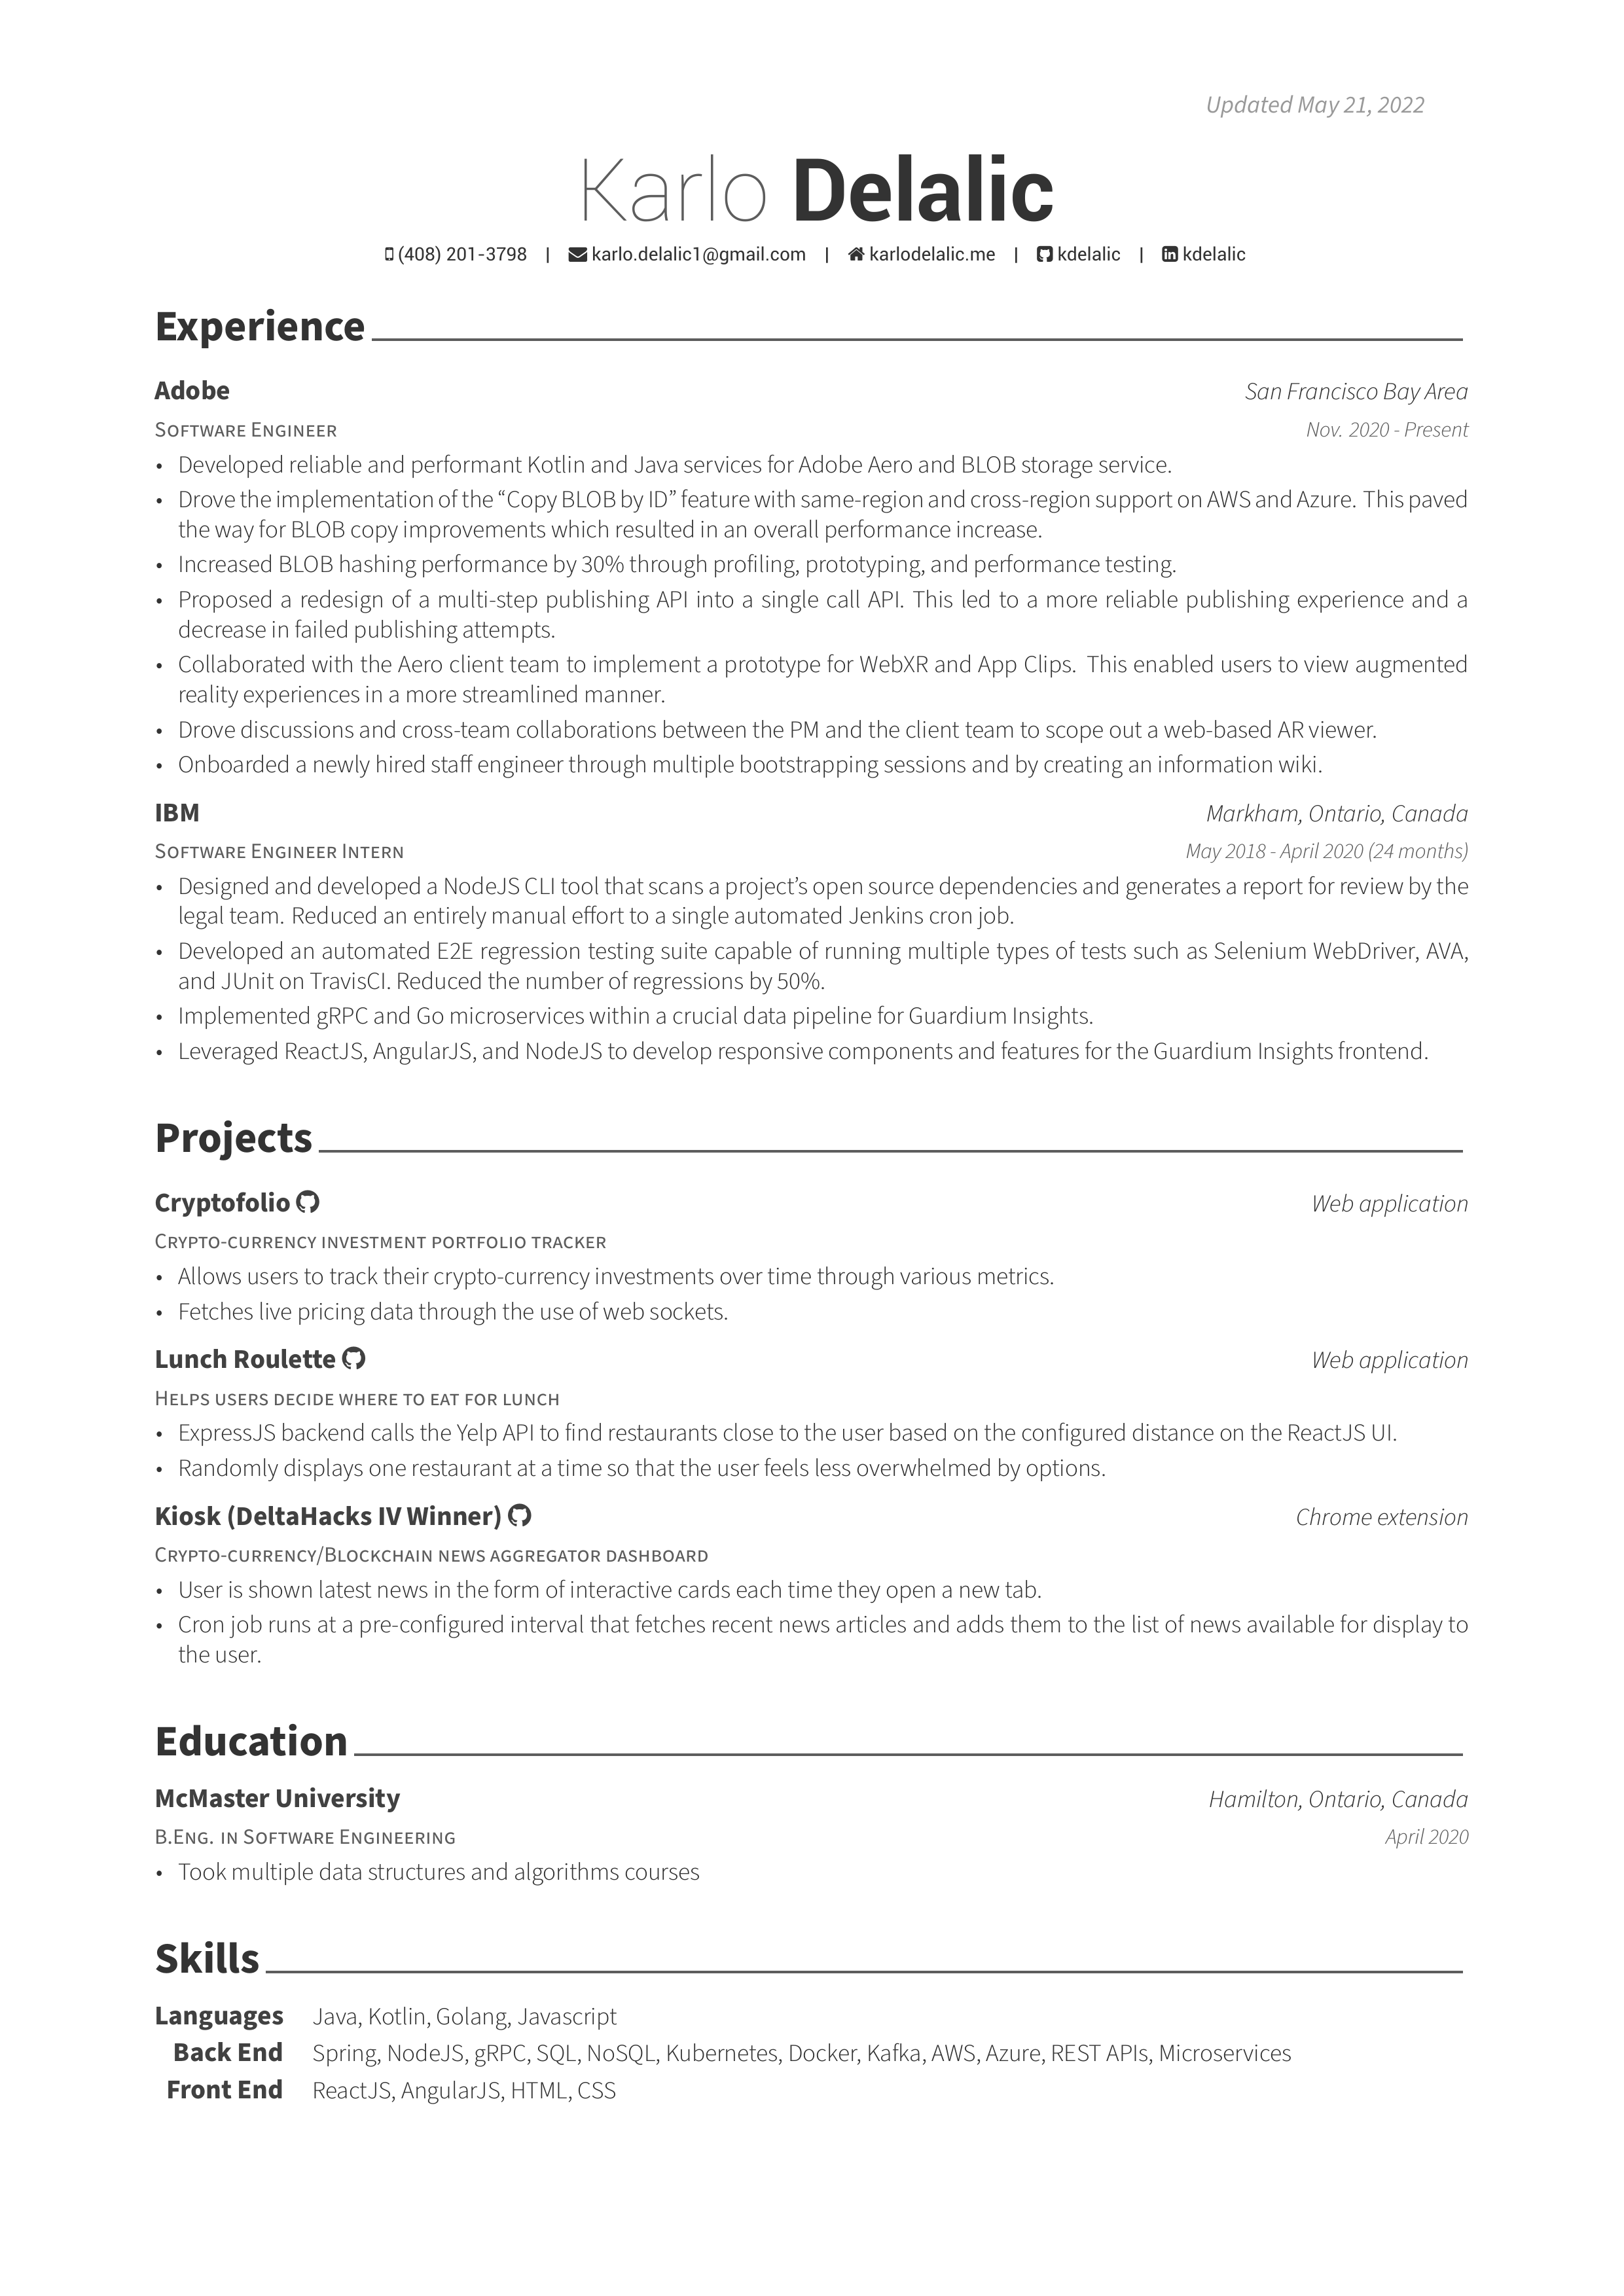 Updated May 21, 2022
Karlo Delalic
(408) 201-3798 | karlo.delalic1@gmail.com | karlodelalic.me | kdelalic | kdelalic
Experience
Adobe San Francisco Bay Area
Software Engineer Nov. 2020 - Present
• Developed reliable and performant Kotlin and Java services for Adobe Aero and BLOB storage service.
• Drove the implementation of the “Copy BLOB by ID” feature with same-region and cross-region support on AWS and Azure. This paved
the way for BLOB copy improvements which resulted in an overall performance increase.
• Increased BLOB hashing performance by 30% through profiling, prototyping, and performance testing.
• Proposed a redesign of a multi-step publishing API into a single call API. This led to a more reliable publishing experience and a
decrease in failed publishing attempts.
• Collaborated with the Aero client team to implement a prototype for WebXR and App Clips. This enabled users to view augmented
reality experiences in a more streamlined manner.
• Drove discussions and cross-team collaborations between the PM and the client team to scope out a web-based AR viewer.
• Onboarded a newly hired staff engineer through multiple bootstrapping sessions and by creating an information wiki.
IBM Markham, Ontario, Canada
Software Engineer Intern May 2018 - April 2020 (24 months)
• Designed and developed a NodeJS CLI tool that scans a project’s open source dependencies and generates a report for review by the
legal team. Reduced an entirely manual effort to a single automated Jenkins cron job.
• Developed an automated E2E regression testing suite capable of running multiple types of tests such as Selenium WebDriver, AVA,
and JUnit on TravisCI. Reduced the number of regressions by 50%.
• Implemented gRPC and Go microservices within a crucial data pipeline for Guardium Insights.
• Leveraged ReactJS, AngularJS, and NodeJS to develop responsive components and features for the Guardium Insights frontend.
Projects
Cryptofolio Web application
Crypto-currency investment portfolio tracker
• Allows users to track their crypto-currency investments over time through various metrics.
• Fetches live pricing data through the use of web sockets.
Lunch Roulette Web application
Helps users decide where to eat for lunch
• ExpressJS backend calls the Yelp API to find restaurants close to the user based on the configured distance on the ReactJS UI.
• Randomly displays one restaurant at a time so that the user feels less overwhelmed by options.
Kiosk (DeltaHacks IV Winner) Chrome extension
Crypto-currency/Blockchain news aggregator dashboard
• User is shown latest news in the form of interactive cards each time they open a new tab.
• Cron job runs at a pre-configured interval that fetches recent news articles and adds them to the list of news available for display to
the user.
Education
McMaster University Hamilton, Ontario, Canada
B.Eng. in Software Engineering April 2020
• Took multiple data structures and algorithms courses
Skills
Languages Java, Kotlin, Golang, Javascript
Back End Spring, NodeJS, gRPC, SQL, NoSQL, Kubernetes, Docker, Kafka, AWS, Azure, REST APIs, Microservices
Front End ReactJS, AngularJS, HTML, CSS